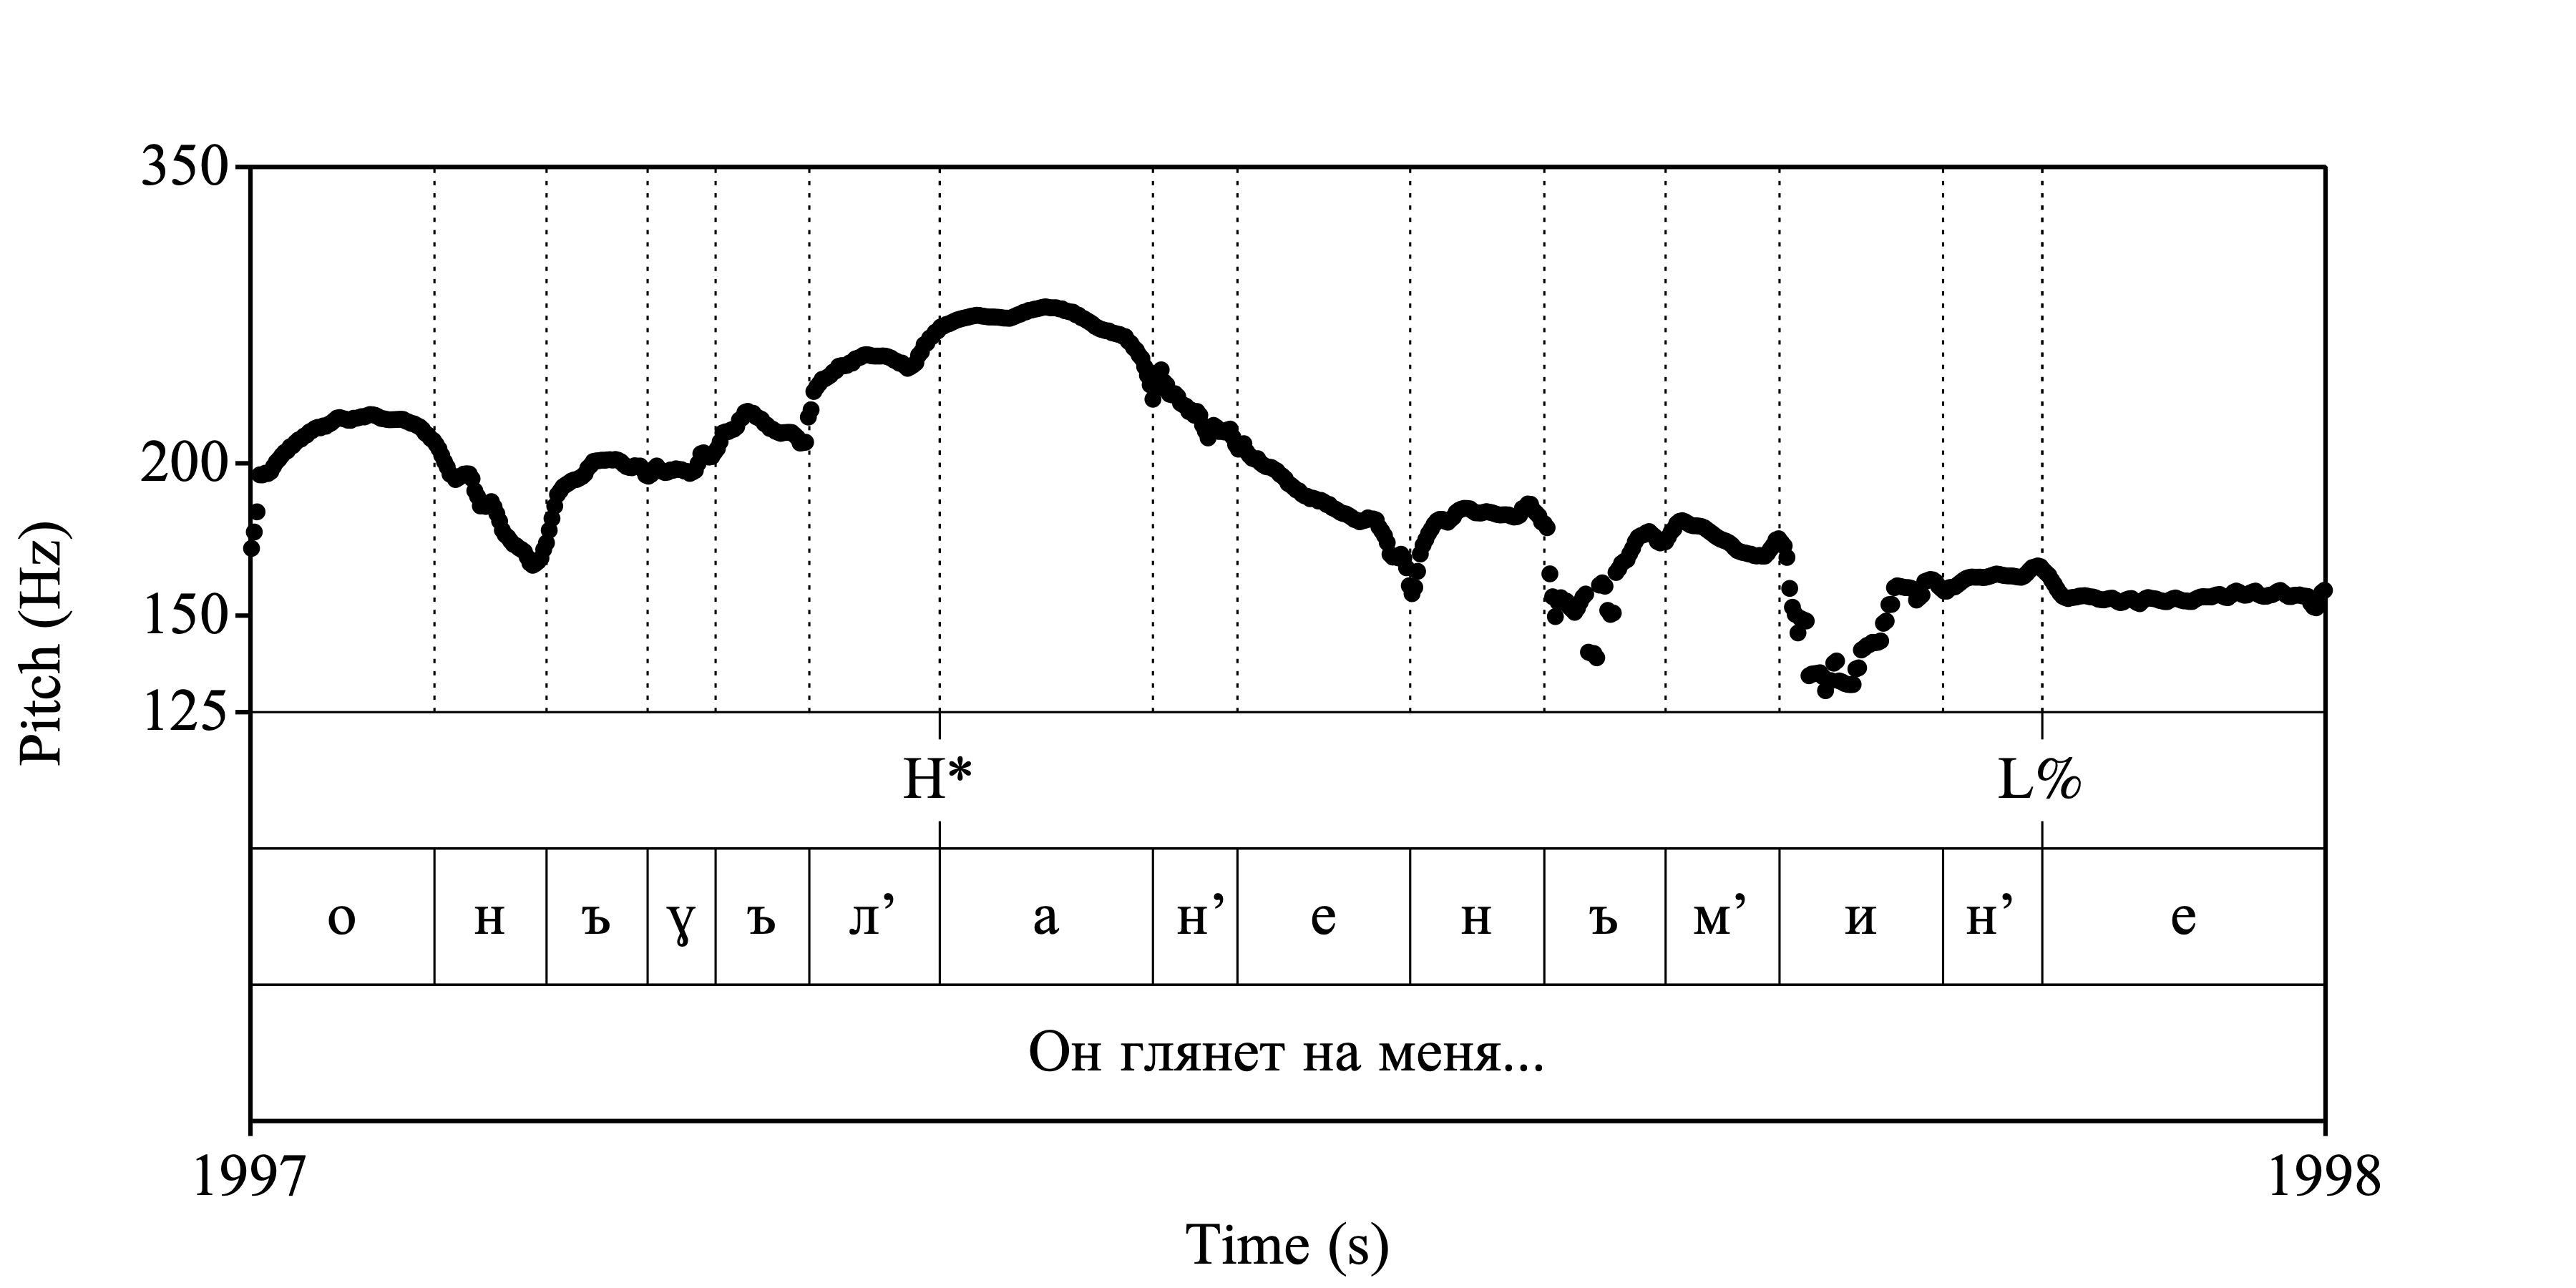 350
200
150
125
Pitch (Hz)
H* L%
о н ъ ɣ ъ л’ а н’ е н ъ м’ и н’ е
Он глянет на меня...
1997 1998
Time (s)